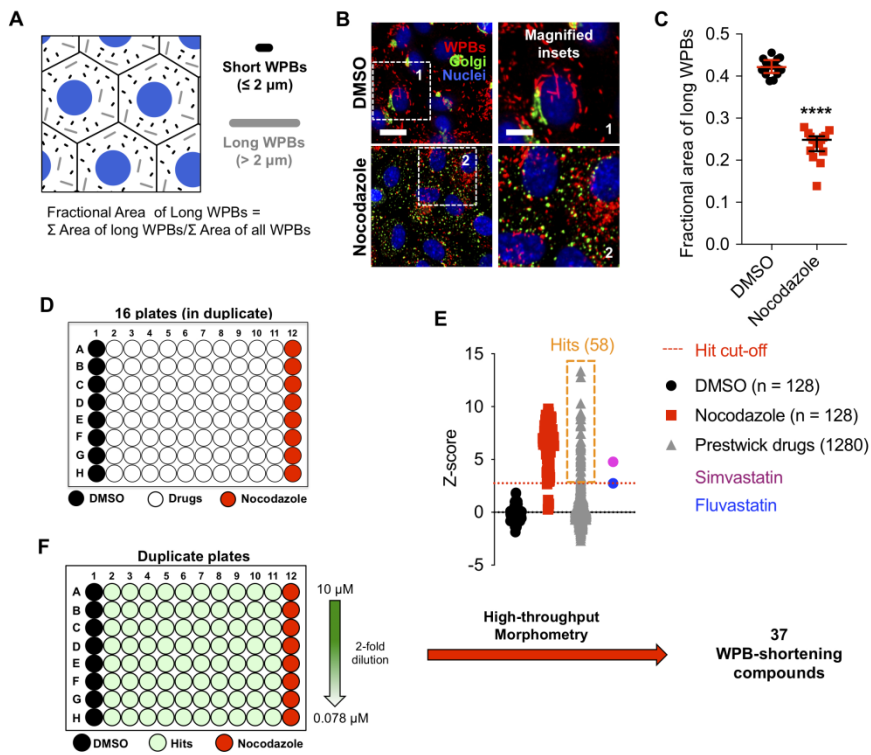 A
Short WPBs
(≤ 2 μm)
Long WPBs
(> 2 μm)
Fractional Area of Long WPBs =
Σ Area of long WPBs/Σ Area of all WPBs
B
DMSO
Nocodazole
WPBs
Golgi
Nuclei
1
Magnified
insets
1
2
2
C
Fractional area of long WPBs
0.5
0.4
0.3
0.2
0.1
0.0
****
DMSO
Nocodazole
D
16 plates (in duplicate)
1 2 3 4 5 6 7 8 9 10 11 12
A
B
C
D
E
F
G
H
DMSO Drugs Nocodazole
E
Hits (58)
Z-score
15
10
5
0
-5
Hit cut-off
DMSO (n = 128)
Nocodazole (n = 128)
Prestwick drugs (1280)
Simvastatin
Fluvastatin
F
Duplicate plates
1 2 3 4 5 6 7 8 9 10 11 12
A
B
C
D
E
F
G
H
10 μM
2-fold
dilution
0.078 μM
DMSO Hits Nocodazole
High-throughput
Morphometry
37
WPB-shortening
compounds